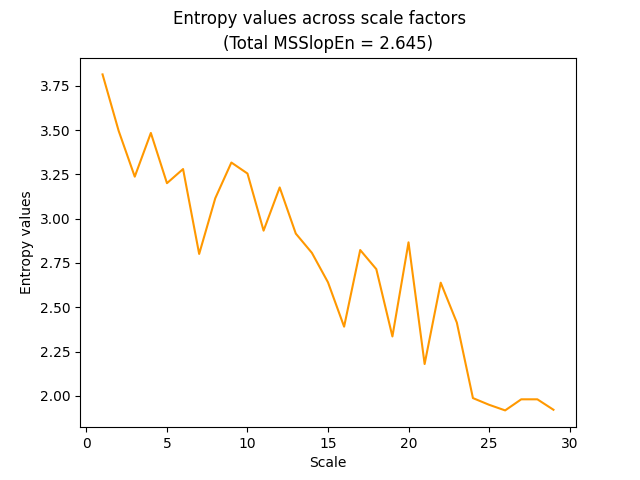 Entropy values across scale factors
(Total MSSlopEn = 2.645)
Entropy values
3.75
3.50
3.25
3.00
2.75
2.50
2.25
2.00
0 5 10 15 20 25 30
Scale